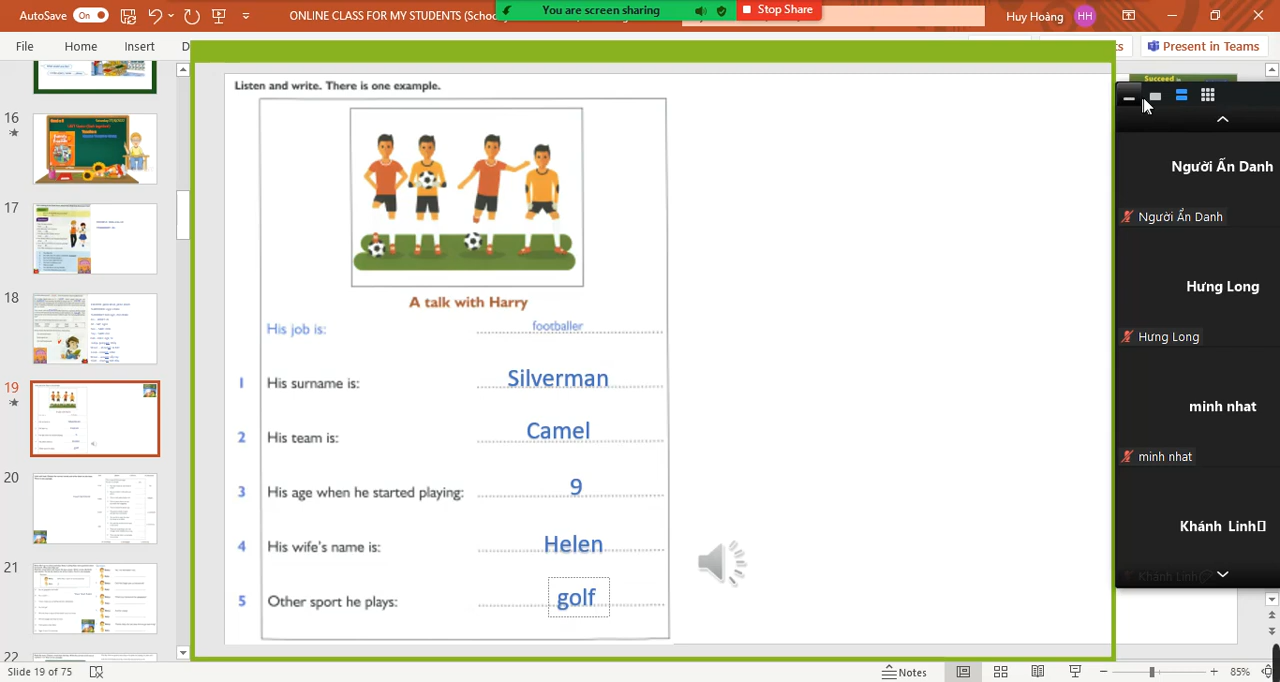 AutoSave
On
ONLINE CLASS FOR MY STUDENTS (Schoo
You are screen sharing
Stop Share
Huy Hoàng
HH
File
Home
Insert
D
ts
Present in Teams
16
17
18
19
20
21
22
Listen and write. There is one example.
A talk with Harry
His job is:
footballer
1 His surname is: Silverman
2 His team is: Camel
3 His age when he started playing: 9
4 His wife's name is: Helen
5 Other sport he plays: golf
Succeed in
Người Ẩn Danh
Người Ẩn Danh
Hưng Long
Hưng Long
minh nhat
minh nhat
Khánh Linh
Khánh Linh
Slide 19 of 75
Notes
85%